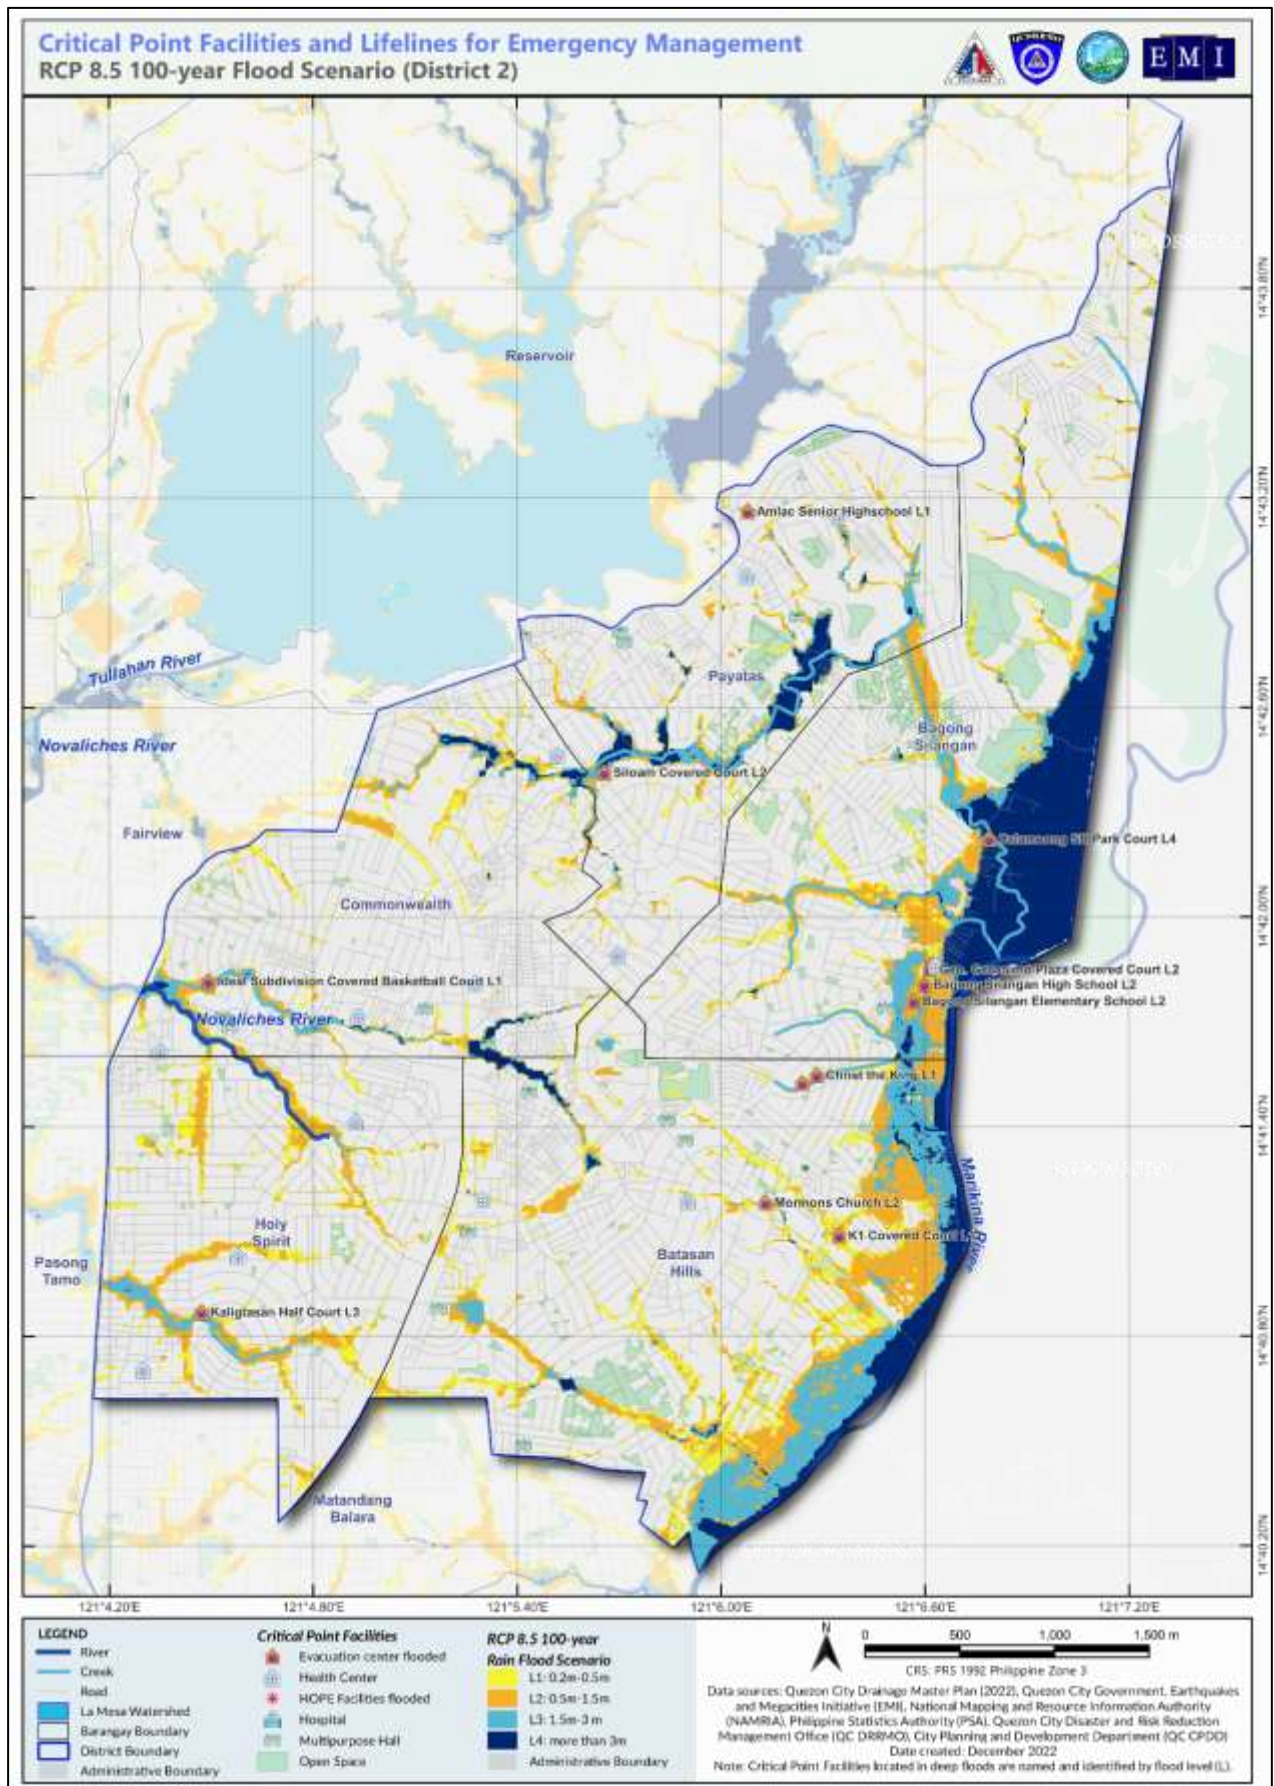 Critical Point Facilities and Lifelines for Emergency Management
RCP 8.5 100-year Flood Scenario (District 2)
EMI
14°43.80'N
Reservoir
14°43.20'N
Amlac Senior Highschool L1
Tullahan River
Payatas
14°42.60'N
Novaliches River
Bagong
Silangan
Siloam Covered Court L2
Fairview
Park Court L4
Commonwealth
14°42.00'N
Plaza Covered Court L2
Ideal Subdivision Covered Basketball Court L1
Bagong Silangan High School L2
Bagong Silangan Elementary School L2
Novaliches River
Christ the King L1
14°41.40'N
Marikina River
Mormons Church L2
Holy
Spirit
K1 Covered Court
Batasan
Hills
Pasong
Tamo
Kaligtasan Half Court L3
14°40.80'N
Matandang
Balara
14°40.20'N
121°4.20'E
121°4.80'E
121°5.40'E
121°6.00'E
121°6.60'E
121°7.20'E
LEGEND
River
Creek
Road
La Mesa Watershed
Barangay Boundary
District Boundary
Administrative Boundary
Critical Point Facilities
Evacuation center flooded
Health Center
HOPE Facilities flooded
Hospital
Multipurpose Hall
Open Space
RCP 8.5 100-year
Rain Flood Scenario
L1: 0.2m-0.5m
L2: 0.5m-1.5m
L3: 1.5m-3 m
L4: more than 3m
Administrative Boundary
N
0 500 1,000 1,500 m
CRS: PRS 1992 Philippine Zone 3
Data sources: Quezon City Drainage Master Plan (2022), Quezon City Government, Earthquakes
and Megacities Initiative (EMI), National Mapping and Resource Information Authority
(NAMRIA), Philippine Statistics Authority (PSA), Quezon City Disaster and Risk Reduction
Management Office (QC DRRMO), City Planning and Development Department (QC CPDD)
Date created: December 2022
Note: Critical Point Facilities located in deep floods are named and identified by flood level (L).